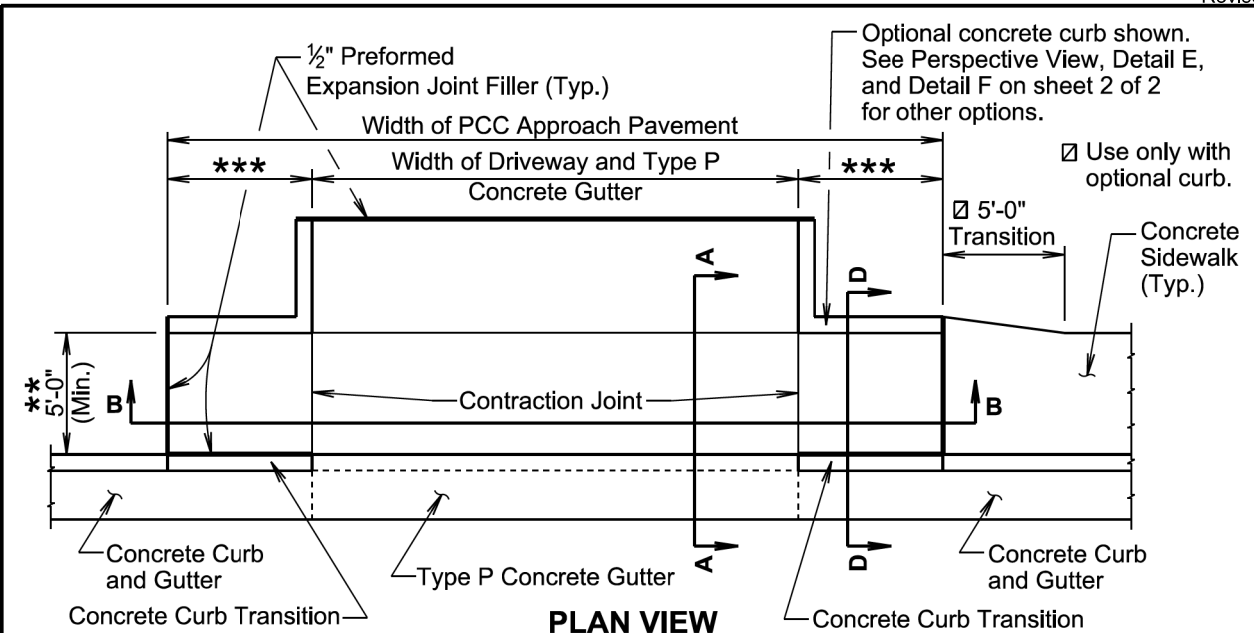 ½" Preformed
Expansion Joint Filler (Typ.)
Optional concrete curb shown.
See Perspective View, Detail E,
and Detail F on sheet 2 of 2
for other options.
Width of PCC Approach Pavement
***
Width of Driveway and Type P
Concrete Gutter
***
Use only with
optional curb.
5'-0"
Transition
Concrete
Sidewalk
(Typ.)
A
D
**
5'-0"
(Min.)
B
Contraction Joint
B
Concrete Curb
and Gutter
Type P Concrete Gutter
A
D
Concrete Curb
and Gutter
Concrete Curb Transition
PLAN VIEW
Concrete Curb Transition